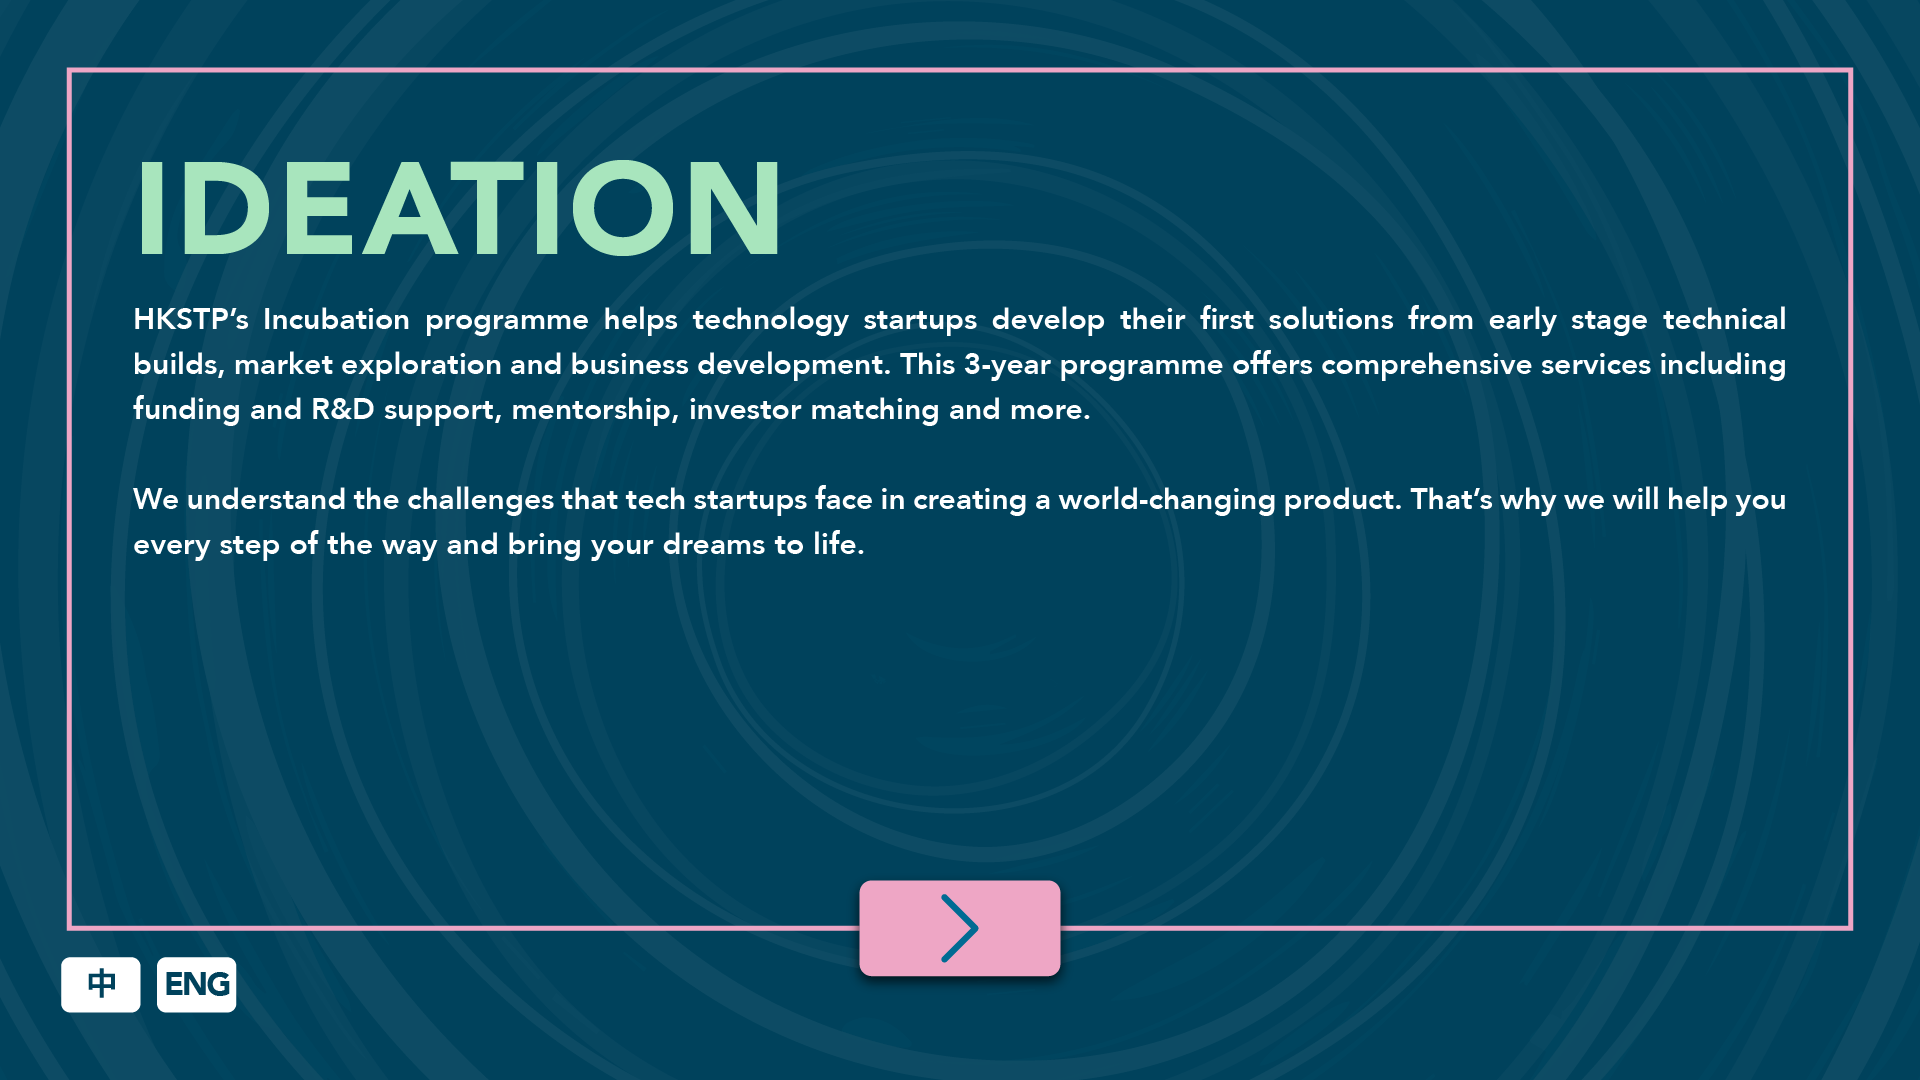 IDEATION
HKSTP’s Incubation programme helps technology startups develop their first solutions from early stage technical
builds, market exploration and business development. This 3-year programme offers comprehensive services including
funding and R&D support, mentorship, investor matching and more.
We understand the challenges that tech startups face in creating a world-changing product. That’s why we will help you
every step of the way and bring your dreams to life.
中 ENG